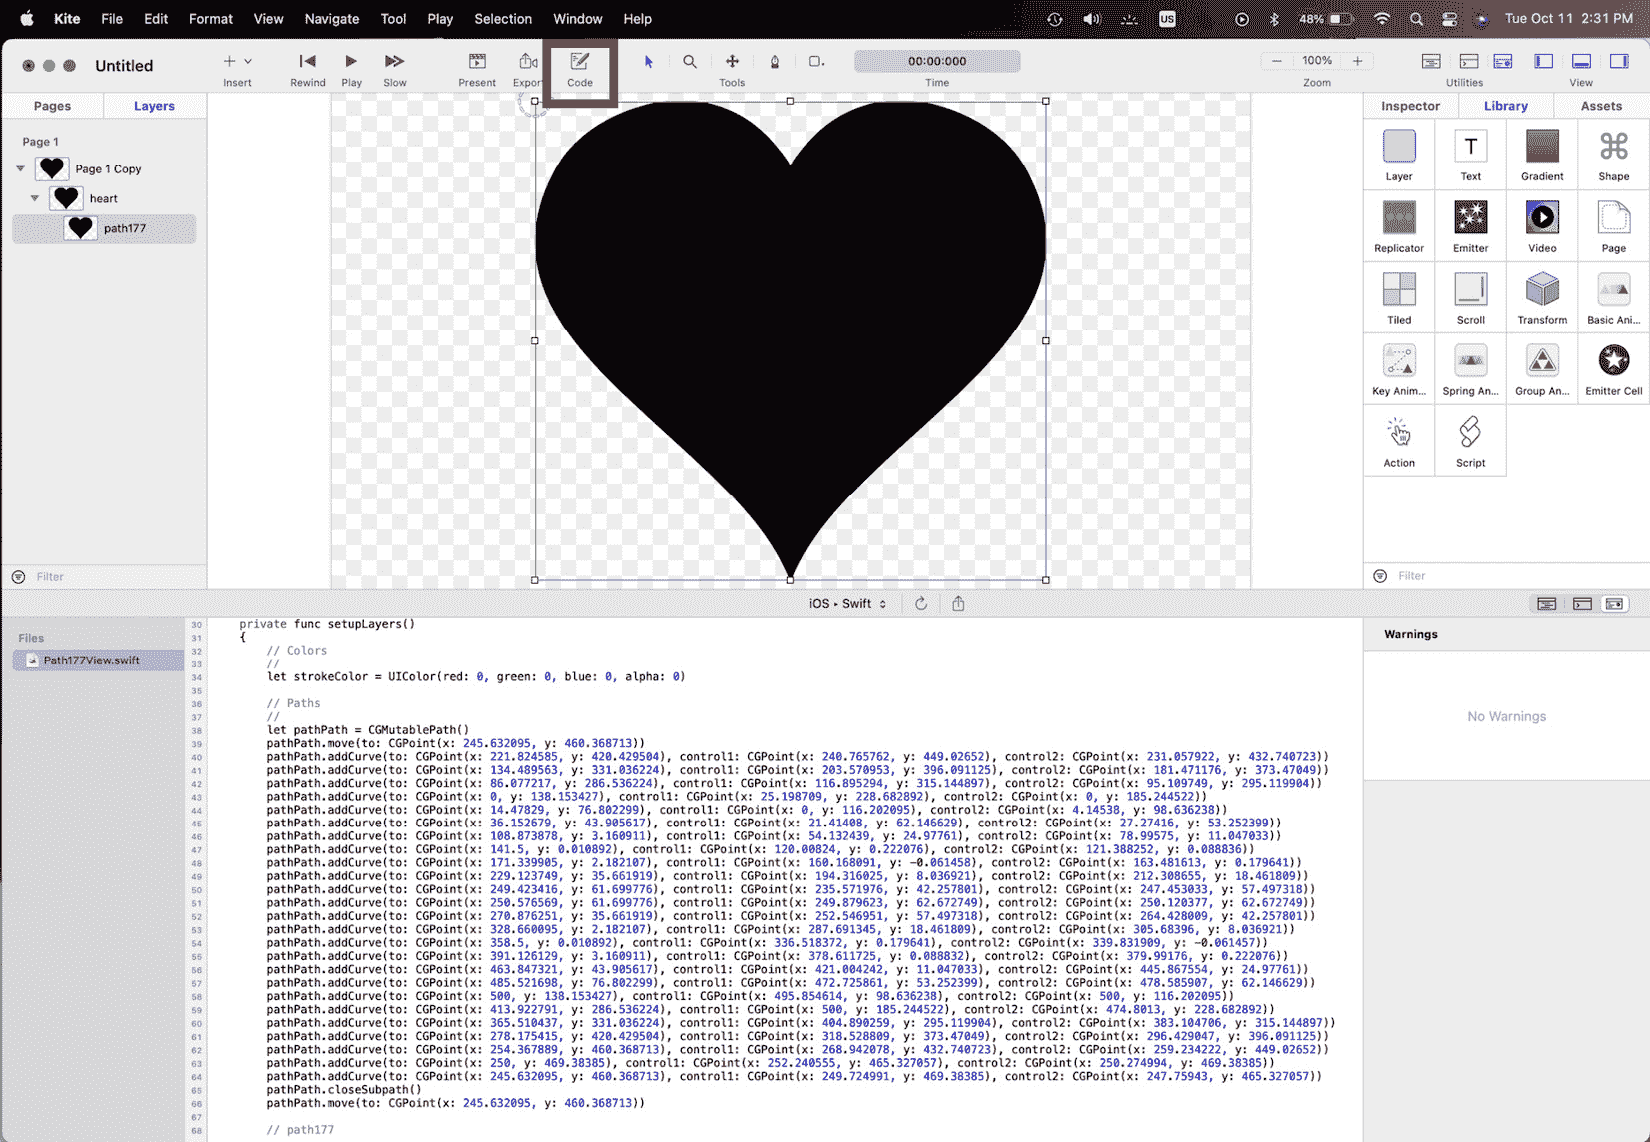 Kite File Edit Format View Navigate Tool Play Selection Window Help US 48% Tue Oct 11 2:31 PM
Untitled
Insert Rewind Play Slow Present Export Code Tools 00:00:000 Time 100% Zoom Utilities View
Pages Layers
Page 1
Page 1 Copy
heart
path177
Filter
Inspector Library Assets
Layer Text Gradient Shape
Replicator Emitter Video Page
Tiled Scroll Transform Basic Ani...
Key Anim... Spring An... Group An... Emitter Cell
Action Script
Filter
iOS ▸ Swift
Files
Path177View.swift
30 private func setupLayers()
31 {
32 // Colors
33 //
34 let strokeColor = UIColor(red: 0, green: 0, blue: 0, alpha: 0)
35
36 // Paths
37 //
38 let pathPath = CGMutablePath()
39 pathPath.move(to: CGPoint(x: 245.632095, y: 460.368713))
40 pathPath.addCurve(to: CGPoint(x: 221.824585, y: 420.429504), control1: CGPoint(x: 240.765762, y: 449.02652), control2: CGPoint(x: 231.057922, y: 432.740723))
41 pathPath.addCurve(to: CGPoint(x: 134.489563, y: 331.036224), control1: CGPoint(x: 203.570953, y: 396.091125), control2: CGPoint(x: 181.471176, y: 373.47049))
42 pathPath.addCurve(to: CGPoint(x: 86.077217, y: 286.536224), control1: CGPoint(x: 116.895294, y: 315.144897), control2: CGPoint(x: 95.109749, y: 295.119904))
43 pathPath.addCurve(to: CGPoint(x: 0, y: 138.153427), control1: CGPoint(x: 25.198709, y: 228.682892), control2: CGPoint(x: 0, y: 185.244522))
44 pathPath.addCurve(to: CGPoint(x: 14.47829, y: 76.802299), control1: CGPoint(x: 0, y: 116.202095), control2: CGPoint(x: 4.14538, y: 98.636238))
45 pathPath.addCurve(to: CGPoint(x: 36.152679, y: 43.905617), control1: CGPoint(x: 21.41408, y: 62.146629), control2: CGPoint(x: 27.27416, y: 53.252399))
46 pathPath.addCurve(to: CGPoint(x: 108.873878, y: 3.160911), control1: CGPoint(x: 54.132439, y: 24.97761), control2: CGPoint(x: 78.99575, y: 11.047033))
47 pathPath.addCurve(to: CGPoint(x: 141.5, y: 0.010892), control1: CGPoint(x: 120.00824, y: 0.222076), control2: CGPoint(x: 121.388252, y: 0.088836))
48 pathPath.addCurve(to: CGPoint(x: 171.339905, y: 2.182107), control1: CGPoint(x: 160.168091, y: −0.061458), control2: CGPoint(x: 163.481613, y: 0.179641))
49 pathPath.addCurve(to: CGPoint(x: 229.123749, y: 35.661919), control1: CGPoint(x: 194.316025, y: 8.036921), control2: CGPoint(x: 212.308655, y: 18.461809))
50 pathPath.addCurve(to: CGPoint(x: 249.423416, y: 61.699776), control1: CGPoint(x: 235.571976, y: 42.257801), control2: CGPoint(x: 247.453033, y: 57.497318))
51 pathPath.addCurve(to: CGPoint(x: 250.576569, y: 61.699776), control1: CGPoint(x: 249.879623, y: 62.672749), control2: CGPoint(x: 250.120377, y: 62.672749))
52 pathPath.addCurve(to: CGPoint(x: 270.876251, y: 35.661919), control1: CGPoint(x: 252.546951, y: 57.497318), control2: CGPoint(x: 264.428009, y: 42.257801))
53 pathPath.addCurve(to: CGPoint(x: 328.660095, y: 2.182107), control1: CGPoint(x: 287.691345, y: 18.461809), control2: CGPoint(x: 305.68396, y: 8.036921))
54 pathPath.addCurve(to: CGPoint(x: 358.5, y: 0.010892), control1: CGPoint(x: 336.518372, y: 0.179641), control2: CGPoint(x: 339.831909, y: −0.061457))
55 pathPath.addCurve(to: CGPoint(x: 391.126129, y: 3.160911), control1: CGPoint(x: 378.611725, y: 0.088832), control2: CGPoint(x: 379.99176, y: 0.222076))
56 pathPath.addCurve(to: CGPoint(x: 463.847321, y: 43.905617), control1: CGPoint(x: 421.004242, y: 11.047033), control2: CGPoint(x: 445.867554, y: 24.97761))
57 pathPath.addCurve(to: CGPoint(x: 485.521698, y: 76.802299), control1: CGPoint(x: 472.725861, y: 53.252399), control2: CGPoint(x: 478.585907, y: 62.146629))
58 pathPath.addCurve(to: CGPoint(x: 500, y: 138.153427), control1: CGPoint(x: 495.854614, y: 98.636238), control2: CGPoint(x: 500, y: 116.202095))
59 pathPath.addCurve(to: CGPoint(x: 413.922791, y: 286.536224), control1: CGPoint(x: 500, y: 185.244522), control2: CGPoint(x: 474.8013, y: 228.682892))
60 pathPath.addCurve(to: CGPoint(x: 365.510437, y: 331.036224), control1: CGPoint(x: 404.890259, y: 295.119904), control2: CGPoint(x: 383.104706, y: 315.144897))
61 pathPath.addCurve(to: CGPoint(x: 278.175415, y: 420.429504), control1: CGPoint(x: 318.528809, y: 373.47049), control2: CGPoint(x: 296.429047, y: 396.091125))
62 pathPath.addCurve(to: CGPoint(x: 254.367889, y: 460.368713), control1: CGPoint(x: 268.942078, y: 432.740723), control2: CGPoint(x: 259.234222, y: 449.02652))
63 pathPath.addCurve(to: CGPoint(x: 250, y: 469.38385), control1: CGPoint(x: 252.240555, y: 465.327057), control2: CGPoint(x: 250.274994, y: 469.38385))
64 pathPath.addCurve(to: CGPoint(x: 245.632095, y: 460.368713), control1: CGPoint(x: 249.724991, y: 469.38385), control2: CGPoint(x: 247.75943, y: 465.327057))
65 pathPath.closeSubpath()
66 pathPath.move(to: CGPoint(x: 245.632095, y: 460.368713))
67
68 // path177
Warnings
No Warnings